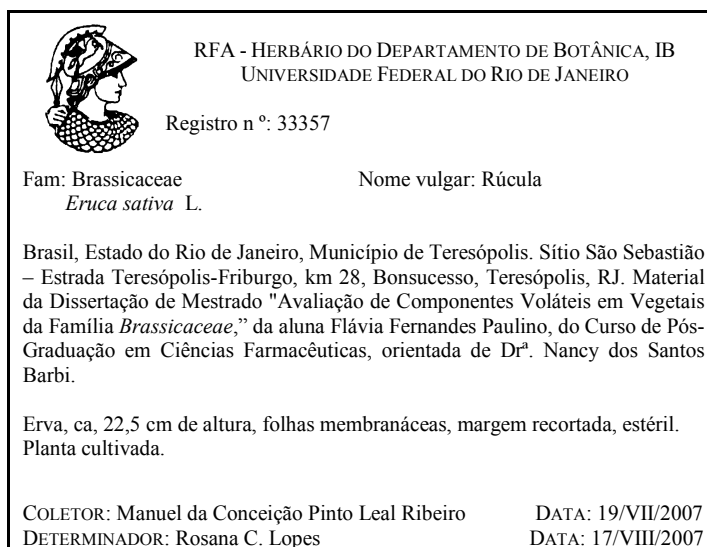 RFA - HERBÁRIO DO DEPARTAMENTO DE BOTÂNICA, IB
UNIVERSIDADE FEDERAL DO RIO DE JANEIRO
Registro n º: 33357
Fam: Brassicaceae Nome vulgar: Rúcula
Eruca sativa L.
Brasil, Estado do Rio de Janeiro, Município de Teresópolis. Sítio São Sebastião
– Estrada Teresópolis-Friburgo, km 28, Bonsucesso, Teresópolis, RJ. Material
da Dissertação de Mestrado "Avaliação de Componentes Voláteis em Vegetais
da Família Brassicaceae,” da aluna Flávia Fernandes Paulino, do Curso de Pós-
Graduação em Ciências Farmacêuticas, orientada de Drª. Nancy dos Santos
Barbi.
Erva, ca, 22,5 cm de altura, folhas membranáceas, margem recortada, estéril.
Planta cultivada.
COLETOR: Manuel da Conceição Pinto Leal Ribeiro DATA: 19/VII/2007
DETERMINADOR: Rosana C. Lopes DATA: 17/VIII/2007